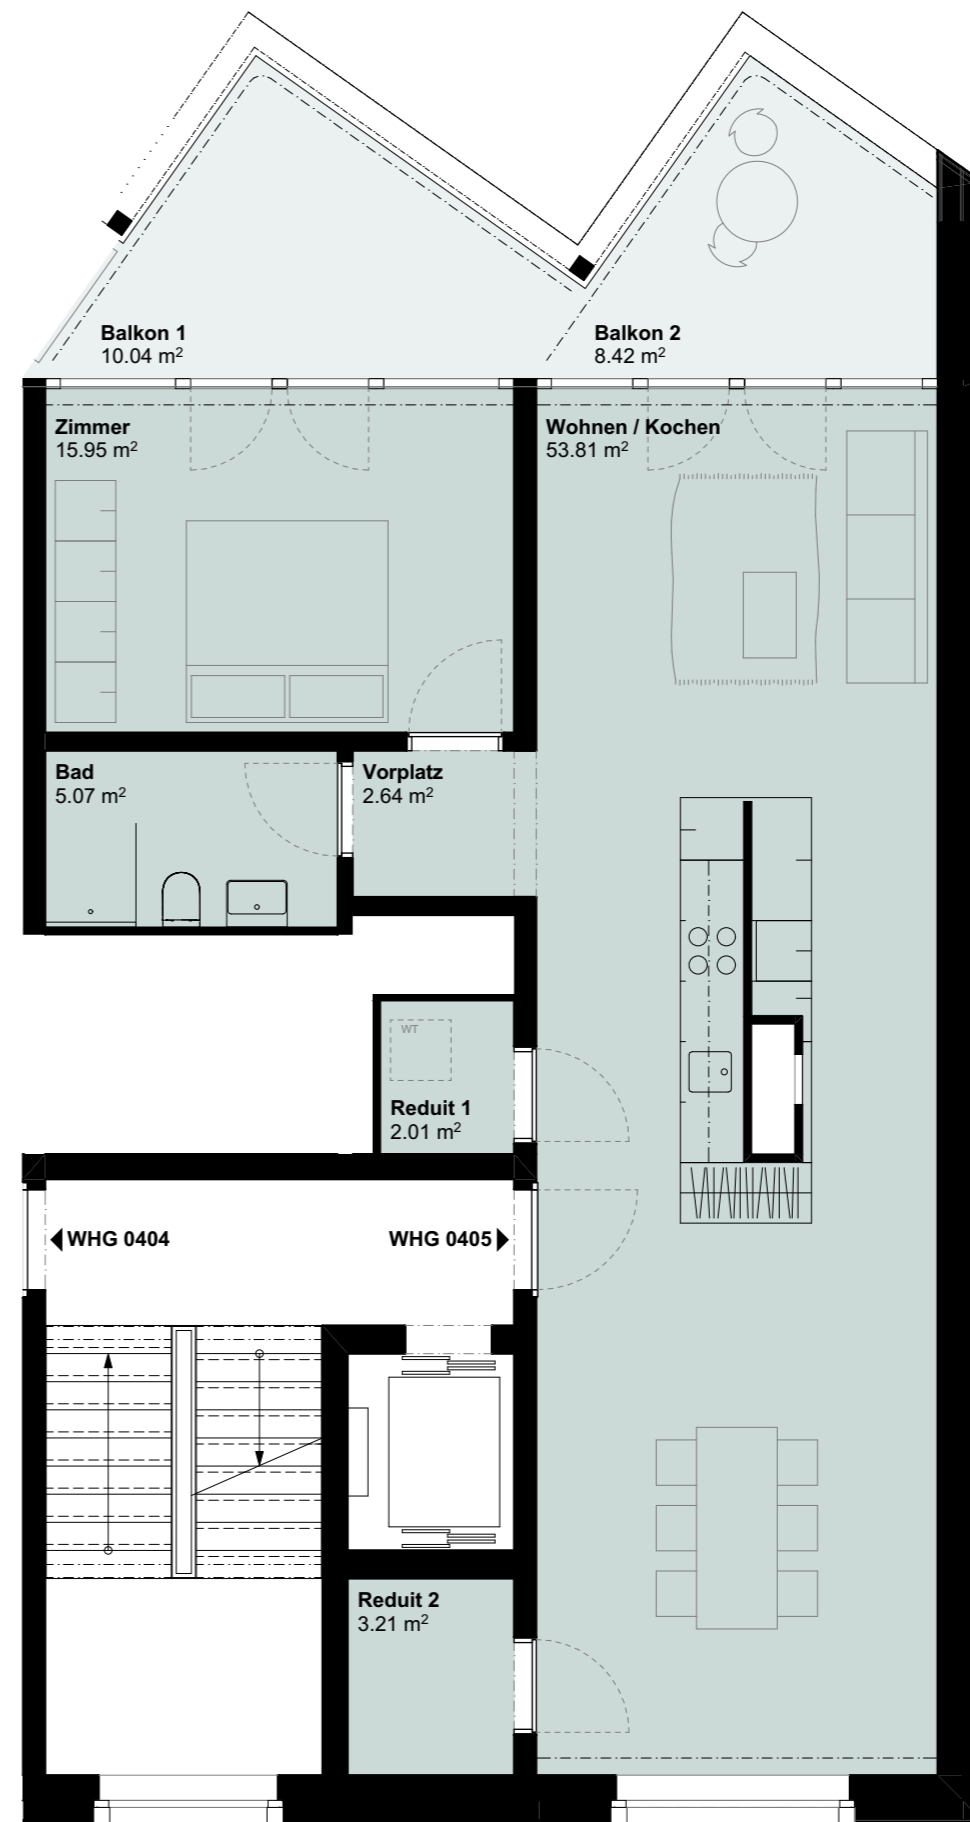 Balkon 1
10.04 m²
Balkon 2
8.42 m²
Zimmer
15.95 m²
Wohnen / Kochen
53.81 m²
Bad
5.07 m²
Vorplatz
2.64 m²
WT
Reduit 1
2.01 m²
WHG 0404
WHG 0405
Reduit 2
3.21 m²